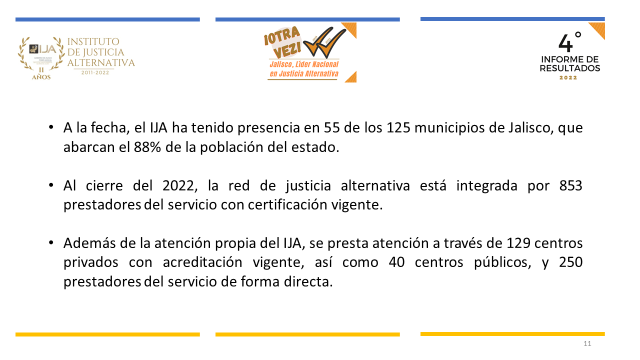 IJA
11
AÑOS
INSTITUTO
DE JUSTICIA
ALTERNATIVA
2011-2022
¡OTRA
VEZ!
Jalisco, Líder Nacional
en Justicia Alternativa
4°
INFORME DE
RESULTADOS
2022
• A la fecha, el IJA ha tenido presencia en 55 de los 125 municipios de Jalisco, que
abarcan el 88% de la población del estado.
• Al cierre del 2022, la red de justicia alternativa está integrada por 853
prestadores del servicio con certificación vigente.
• Además de la atención propia del IJA, se presta atención a través de 129 centros
privados con acreditación vigente, así como 40 centros públicos, y 250
prestadores del servicio de forma directa.
11